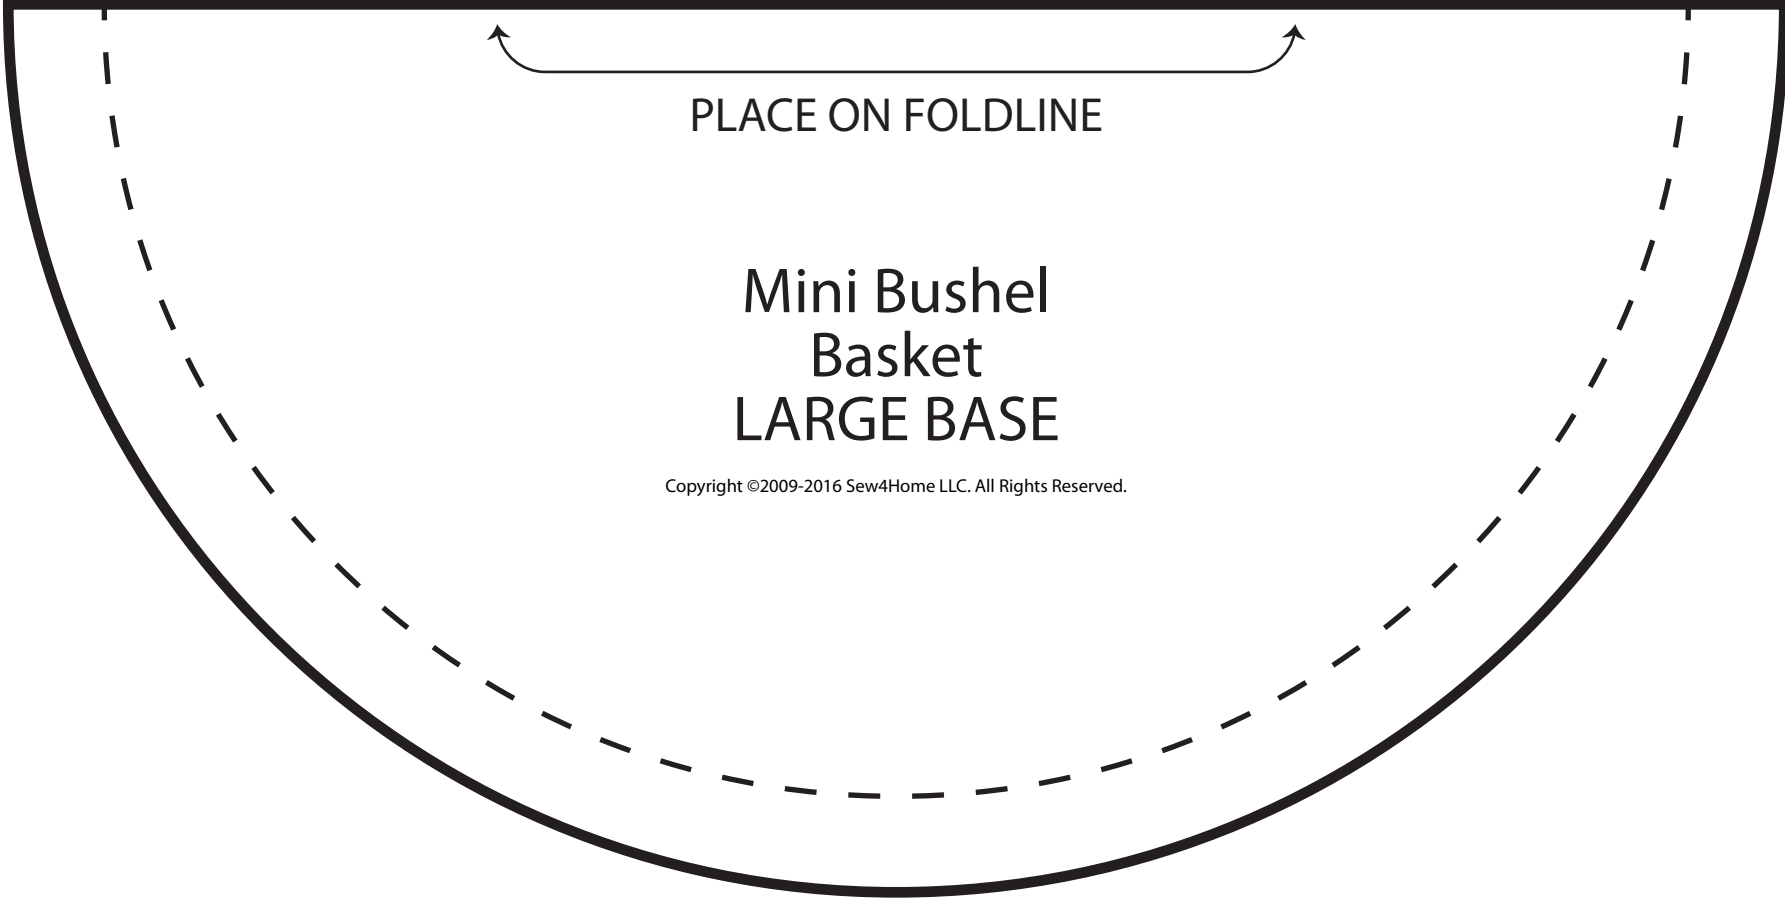 PLACE ON FOLDLINE
Mini Bushel
Basket
LARGE BASE
Copyright ©2009-2016 Sew4Home LLC. All Rights Reserved.